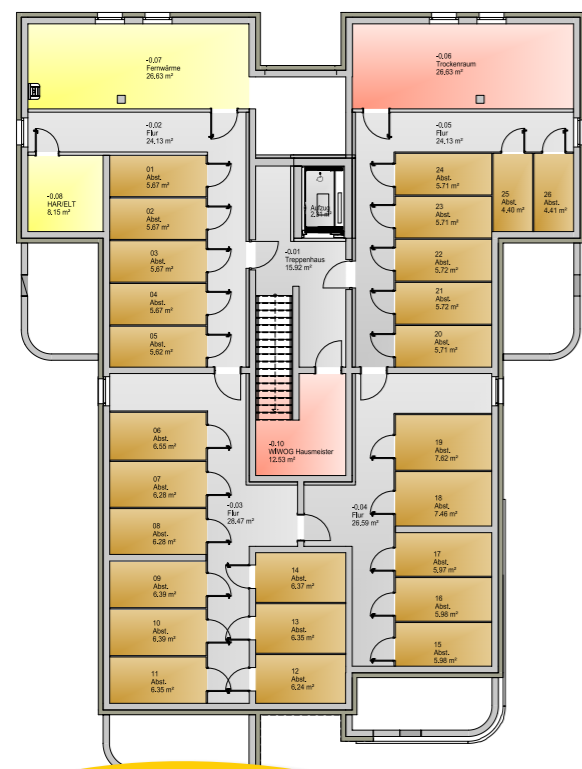 -0.07
Fernwärme
26,63 m²
-0.06
Trockenraum
26,63 m²
-0.02
Flur
24,13 m²
-0.05
Flur
24,13 m²
-0.08
HAR/ELT
8,15 m²
01
Abst.
5.67 m²
02
Abst.
5.67 m²
03
Abst.
5.67 m²
04
Abst.
5.67 m²
05
Abst.
5,62 m²
Aufzug
-0.01
Treppenhaus
15.92 m²
24
Abst.
5.71 m²
23
Abst.
5.71 m²
22
Abst.
5.72 m²
21
Abst.
5.72 m²
20
Abst.
5,71 m²
25
Abst.
4,40 m²
26
Abst.
4.41 m²
06
Abst.
6.55 m²
07
Abst.
6,28 m²
08
Abst.
6.28 m²
09
Abst.
6.39 m²
10
Abst.
6,39 m²
11
Abst.
6.35 m²
-0.10
WIWOG Hausmeister
12.53 m²
-0.03
Flur
28,47 m²
-0.04
Flur
26,59 m²
14
Abst.
6,37 m²
13
Abst.
6.35 m²
12
Abst.
6,24 m²
19
Abst.
7.62 m²
18
Abst.
7.46 m²
17
Abst.
5,97 m²
16
Abst.
5.98 m²
15
Abst.
5.98 m²